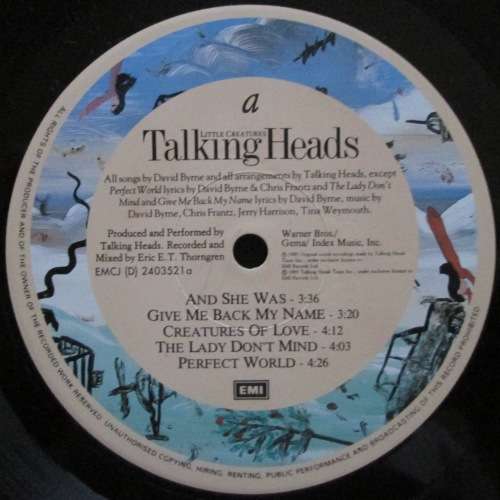 a
LITTLE CREATURES
Talking Heads
All songs by David Byrne and all arrangements by Talking Heads, except
Perfect World lyrics by David Byrne & Chris Frantz and The Lady Don't
Mind and Give Me Back My Name lyrics by David Byrne, music by
David Byrne, Chris Frantz, Jerry Harrison, Tina Weymouth.
Produced and Performed by
Talking Heads. Recorded and
Mixed by Eric E.T. Thorngren
EMCJ (D) 2403521a
Warner Bros./
Gema/ Index Music, Inc.
AND SHE WAS - 3:36
GIVE ME BACK MY NAME - 3:20
CREATURES OF LOVE - 4:12
THE LADY DON'T MIND - 4:03
PERFECT WORLD - 4:26
EMI
ALL RIGHTS OF THE PRODUCER AND OF THE OWNER OF THE RECORDED WORK RESERVED. UNAUTHORISED COPYING, HIRING, RENTING, PUBLIC PERFORMANCE AND BROADCASTING OF THIS RECORD PROHIBITED